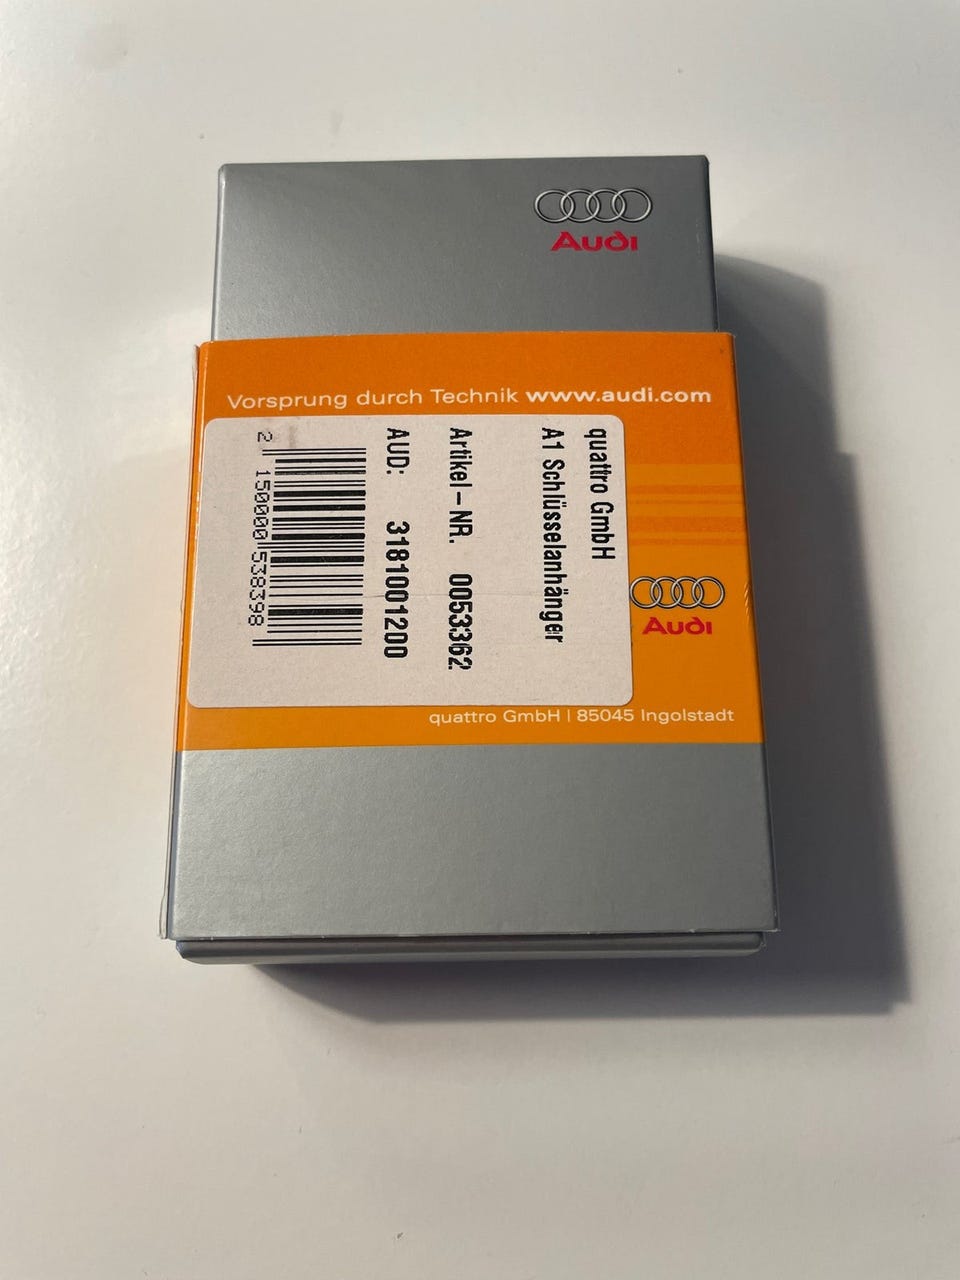 Audi
Vorsprung durch Technik www.audi.com
quattro GmbH
A1 Schlüsselanhänger
Artikel-NR. 0053362
AUD: 3181001200
2 150000 538398
Audi
quattro GmbH | 85045 Ingolstadt